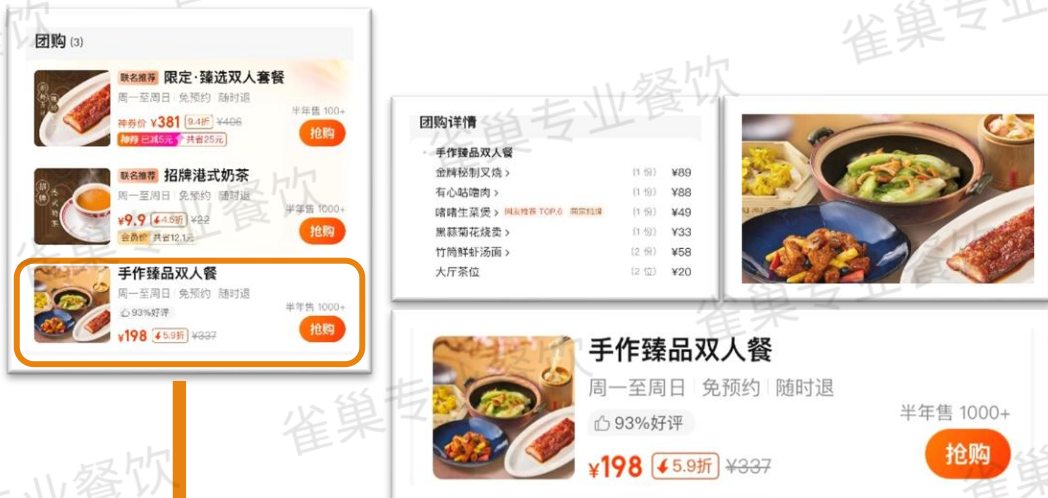 团购 (3)
联名推荐 限定·臻选双人套餐
周一至周日 免预约 随时退
半年售 100+
神券价 ¥381 9.4折 ¥406
神券 已减5元 共省25元
抢购
联名推荐 招牌港式奶茶
周一至周日 免预约 随时退
半年售 1000+
¥9.9 4.5折 ¥22
会员价 共省12.1元
抢购
手作臻品双人餐
周一至周日 免预约 随时退
93%好评
半年售 1000+
¥198 5.9折 ¥337
抢购
团购详情
手作臻品双人餐
金牌秘制叉烧 > (1 份) ¥89
有心咕噜肉 > (1 份) ¥88
啫啫生菜煲 > 网友推荐 TOP.6 (1 份) ¥49
黑蒜菊花烧卖 > (1 份) ¥33
竹筒鲜虾汤面 > (2 份) ¥58
大厅茶位 (2 位) ¥20
手作臻品双人餐
周一至周日 免预约 随时退
93%好评
半年售 1000+
¥198 5.9折 ¥337
抢购
雀巢专业餐饮